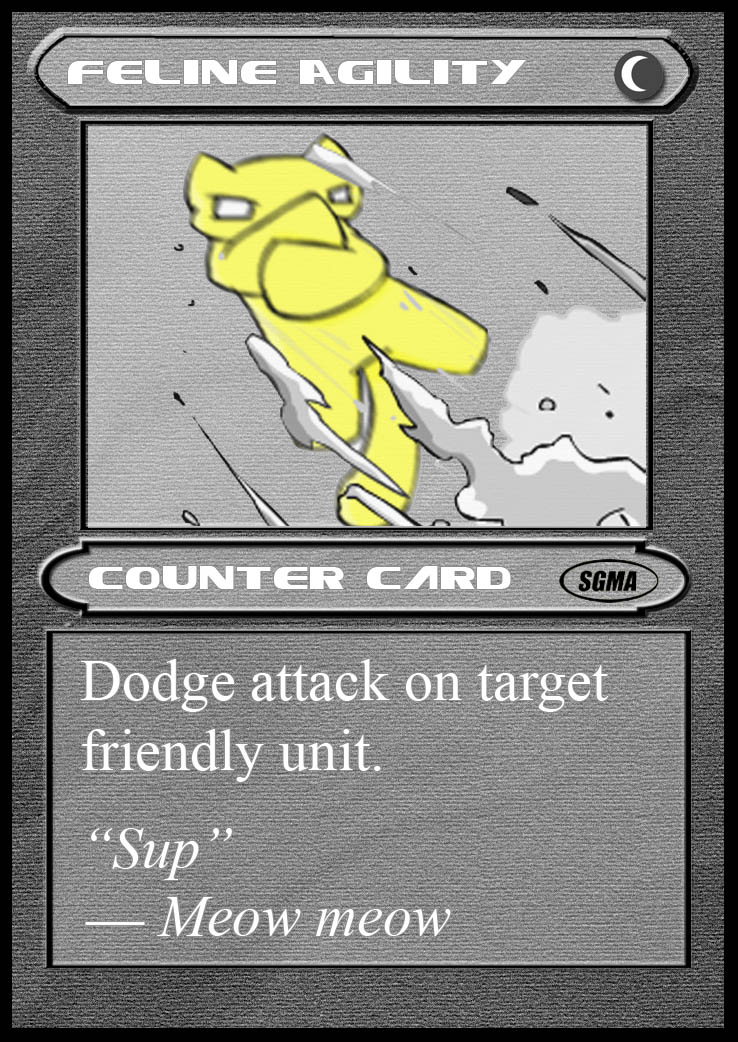 FELINE AGILITY
COUNTER CARD
SGMA
Dodge attack on target
friendly unit.
“Sup”
— Meow meow